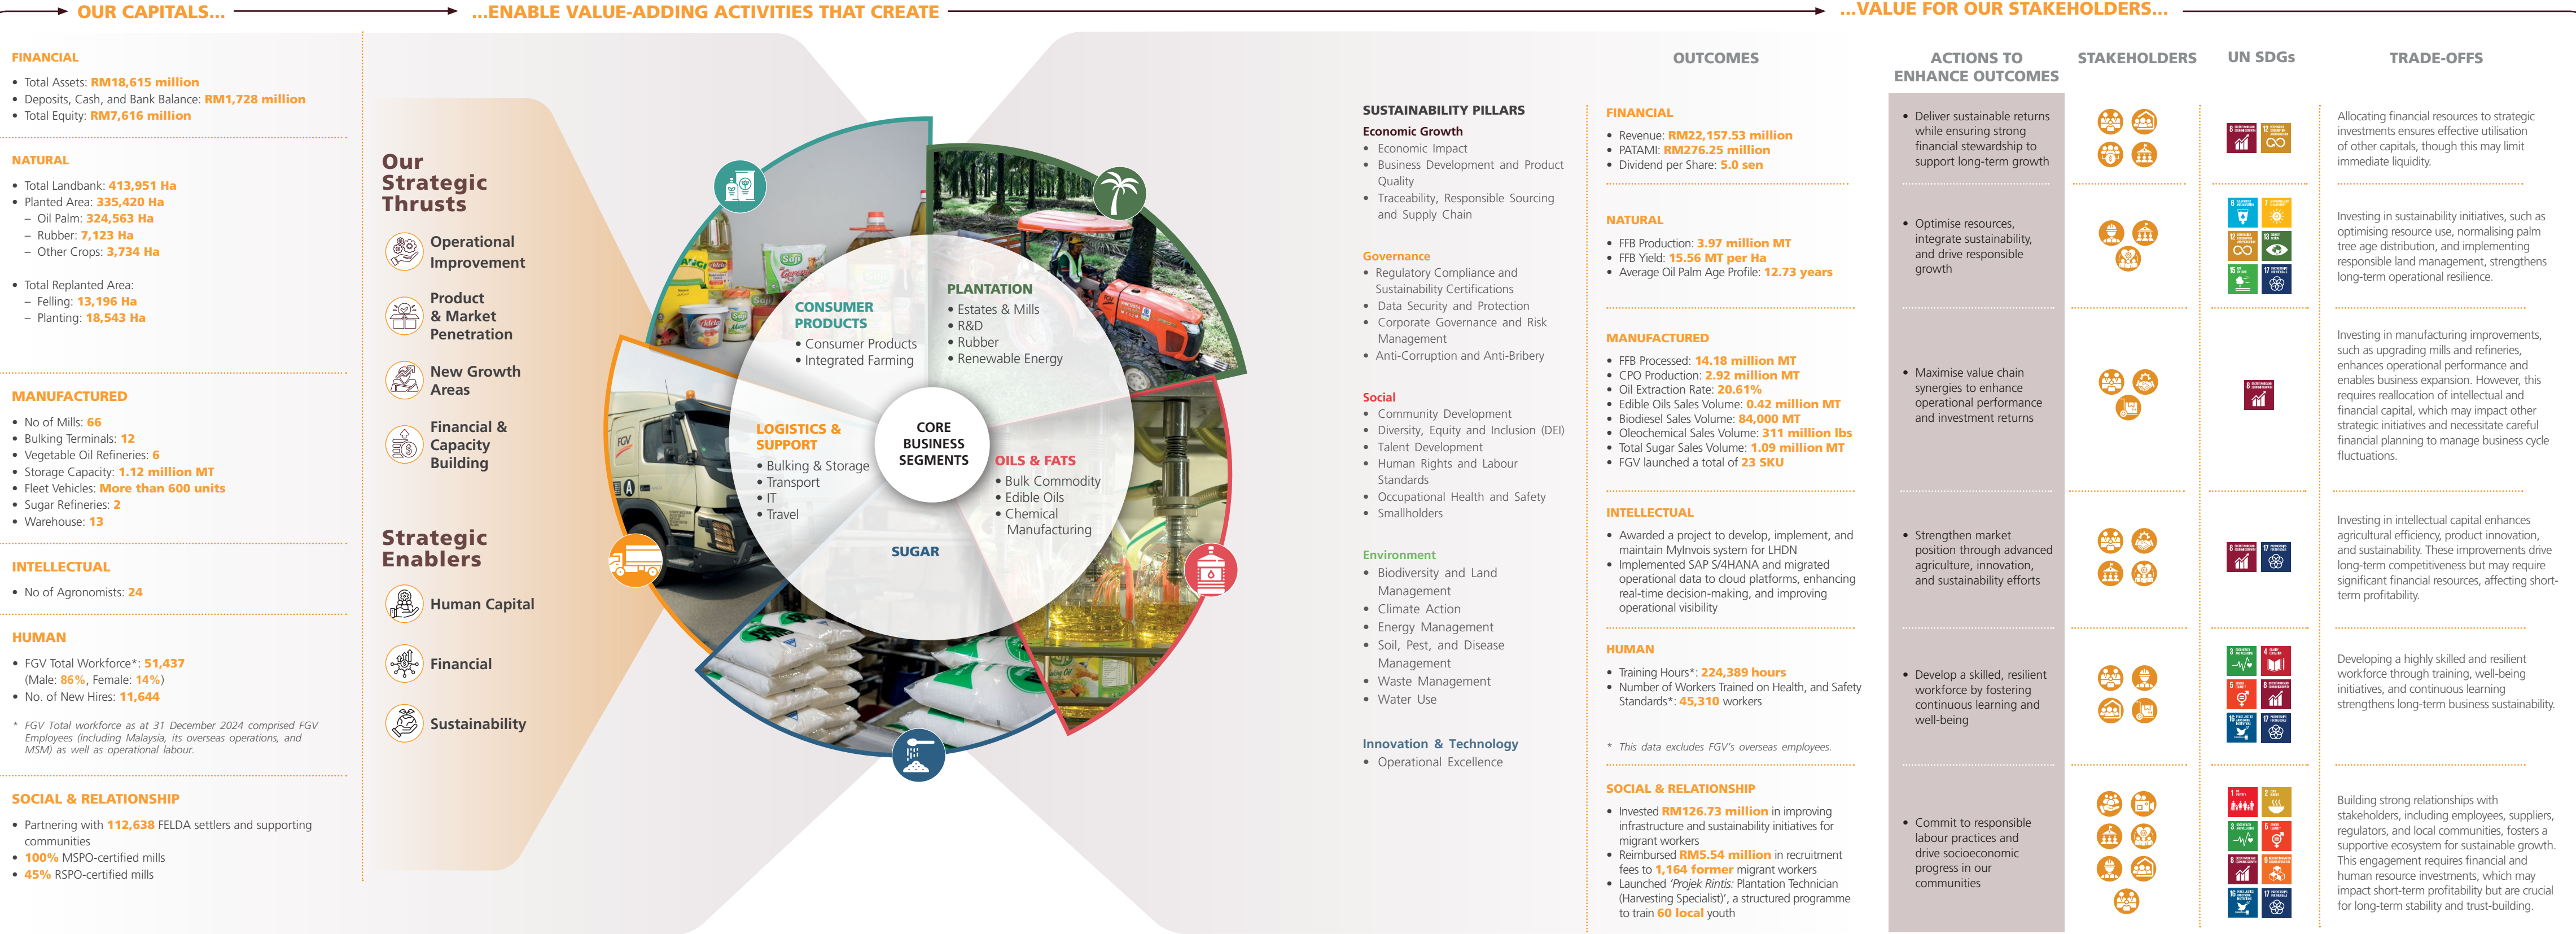 OUR CAPITALS...
...ENABLE VALUE-ADDING ACTIVITIES THAT CREATE
...VALUE FOR OUR STAKEHOLDERS...
FINANCIAL
• Total Assets: RM18,615 million
• Deposits, Cash, and Bank Balance: RM1,728 million
• Total Equity: RM7,616 million
NATURAL
• Total Landbank: 413,951 Ha
• Planted Area: 335,420 Ha
– Oil Palm: 324,563 Ha
– Rubber: 7,123 Ha
– Other Crops: 3,734 Ha
• Total Replanted Area:
– Felling: 13,196 Ha
– Planting: 18,543 Ha
MANUFACTURED
• No of Mills: 66
• Bulking Terminals: 12
• Vegetable Oil Refineries: 6
• Storage Capacity: 1.12 million MT
• Fleet Vehicles: More than 600 units
• Sugar Refineries: 2
• Warehouse: 13
INTELLECTUAL
• No of Agronomists: 24
HUMAN
• FGV Total Workforce*: 51,437
(Male: 86%, Female: 14%)
• No. of New Hires: 11,644
* FGV Total workforce as at 31 December 2024 comprised FGV
Employees (including Malaysia, its overseas operations, and
MSM) as well as operational labour.
SOCIAL & RELATIONSHIP
• Partnering with 112,638 FELDA settlers and supporting
communities
• 100% MSPO-certified mills
• 45% RSPO-certified mills
Our
Strategic
Thrusts
Operational
Improvement
Product
& Market
Penetration
New Growth
Areas
Financial &
Capacity
Building
Strategic
Enablers
Human Capital
Financial
Sustainability
CONSUMER
PRODUCTS
• Consumer Products
• Integrated Farming
PLANTATION
• Estates & Mills
• R&D
• Rubber
• Renewable Energy
LOGISTICS &
SUPPORT
• Bulking & Storage
• Transport
• IT
• Travel
CORE
BUSINESS
SEGMENTS
OILS & FATS
• Bulk Commodity
• Edible Oils
• Chemical
Manufacturing
SUGAR
FGV
A
Saji
Saji
Adela
SUSTAINABILITY PILLARS
Economic Growth
• Economic Impact
• Business Development and Product
Quality
• Traceability, Responsible Sourcing
and Supply Chain
Governance
• Regulatory Compliance and
Sustainability Certifications
• Data Security and Protection
• Corporate Governance and Risk
Management
• Anti-Corruption and Anti-Bribery
Social
• Community Development
• Diversity, Equity and Inclusion (DEI)
• Talent Development
• Human Rights and Labour
Standards
• Occupational Health and Safety
• Smallholders
Environment
• Biodiversity and Land
Management
• Climate Action
• Energy Management
• Soil, Pest, and Disease
Management
• Waste Management
• Water Use
Innovation & Technology
• Operational Excellence
OUTCOMES
FINANCIAL
• Revenue: RM22,157.53 million
• PATAMI: RM276.25 million
• Dividend per Share: 5.0 sen
NATURAL
• FFB Production: 3.97 million MT
• FFB Yield: 15.56 MT per Ha
• Average Oil Palm Age Profile: 12.73 years
MANUFACTURED
• FFB Processed: 14.18 million MT
• CPO Production: 2.92 million MT
• Oil Extraction Rate: 20.61%
• Edible Oils Sales Volume: 0.42 million MT
• Biodiesel Sales Volume: 84,000 MT
• Oleochemical Sales Volume: 311 million lbs
• Total Sugar Sales Volume: 1.09 million MT
• FGV launched a total of 23 SKU
INTELLECTUAL
• Awarded a project to develop, implement, and
maintain MyInvois system for LHDN
• Implemented SAP S/4HANA and migrated
operational data to cloud platforms, enhancing
real-time decision-making, and improving
operational visibility
HUMAN
• Training Hours*: 224,389 hours
• Number of Workers Trained on Health, and Safety
Standards*: 45,310 workers
* This data excludes FGV's overseas employees.
SOCIAL & RELATIONSHIP
• Invested RM126.73 million in improving
infrastructure and sustainability initiatives for
migrant workers
• Reimbursed RM5.54 million in recruitment
fees to 1,164 former migrant workers
• Launched 'Projek Rintis: Plantation Technician
(Harvesting Specialist)', a structured programme
to train 60 local youth
ACTIONS TO
ENHANCE OUTCOMES
• Deliver sustainable returns
while ensuring strong
financial stewardship to
support long-term growth
• Optimise resources,
integrate sustainability,
and drive responsible
growth
• Maximise value chain
synergies to enhance
operational performance
and investment returns
• Strengthen market
position through advanced
agriculture, innovation,
and sustainability efforts
• Develop a skilled, resilient
workforce by fostering
continuous learning and
well-being
• Commit to responsible
labour practices and
drive socioeconomic
progress in our
communities
STAKEHOLDERS
UN SDGs
8
12
6
7
12
13
15
17
8
8
17
3
4
5
8
16
17
1
2
3
5
8
9
16
17
TRADE-OFFS
Allocating financial resources to strategic
investments ensures effective utilisation
of other capitals, though this may limit
immediate liquidity.
Investing in sustainability initiatives, such as
optimising resource use, normalising palm
tree age distribution, and implementing
responsible land management, strengthens
long-term operational resilience.
Investing in manufacturing improvements,
such as upgrading mills and refineries,
enhances operational performance and
enables business expansion. However, this
requires reallocation of intellectual and
financial capital, which may impact other
strategic initiatives and necessitate careful
financial planning to manage business cycle
fluctuations.
Investing in intellectual capital enhances
agricultural efficiency, product innovation,
and sustainability. These improvements drive
long-term competitiveness but may require
significant financial resources, affecting short-
term profitability.
Developing a highly skilled and resilient
workforce through training, well-being
initiatives, and continuous learning
strengthens long-term business sustainability.
Building strong relationships with
stakeholders, including employees, suppliers,
regulators, and local communities, fosters a
supportive ecosystem for sustainable growth.
This engagement requires financial and
human resource investments, which may
impact short-term profitability but are crucial
for long-term stability and trust-building.